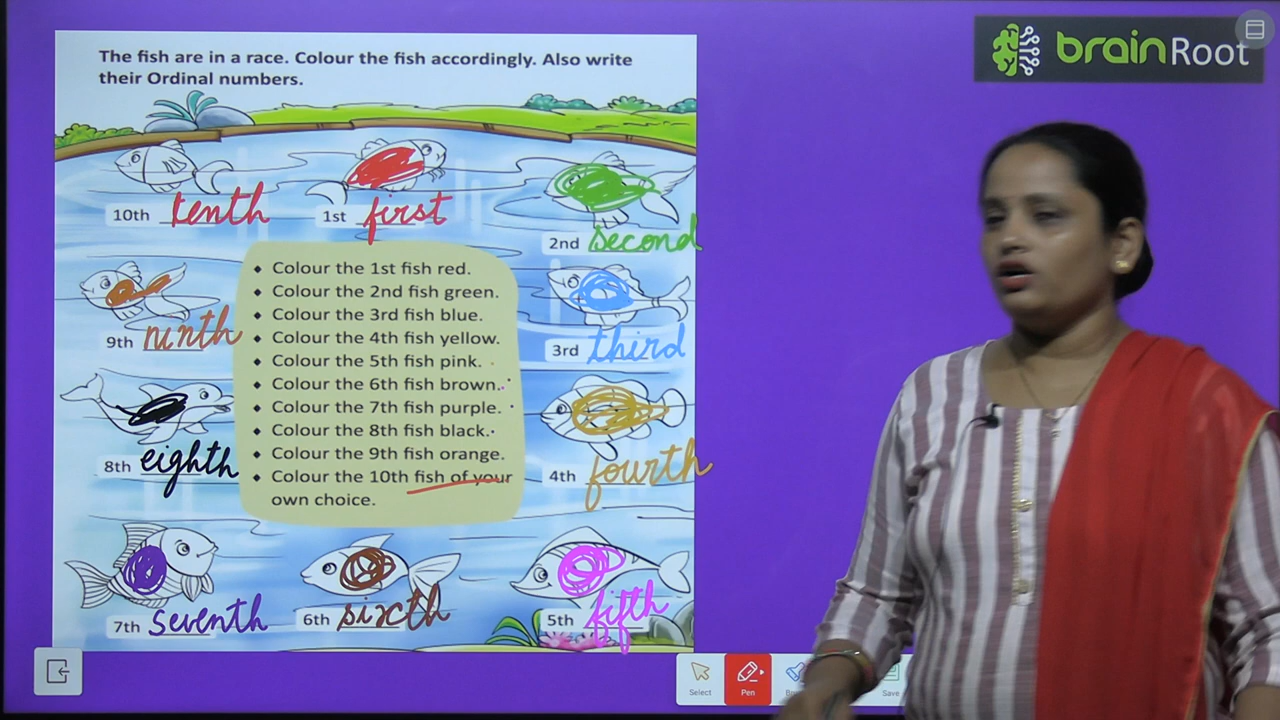 The fish are in a race. Colour the fish accordingly. Also write
their Ordinal numbers.
brainRoot
10th tenth
1st first
2nd second
9th ninth
3rd third
8th eighth
4th fourth
• Colour the 1st fish red.
• Colour the 2nd fish green.
• Colour the 3rd fish blue.
• Colour the 4th fish yellow.
• Colour the 5th fish pink.
• Colour the 6th fish brown.
• Colour the 7th fish purple.
• Colour the 8th fish black.
• Colour the 9th fish orange.
• Colour the 10th fish of your
own choice.
7th seventh
6th sixth
5th fifth
Select
Pen
Save